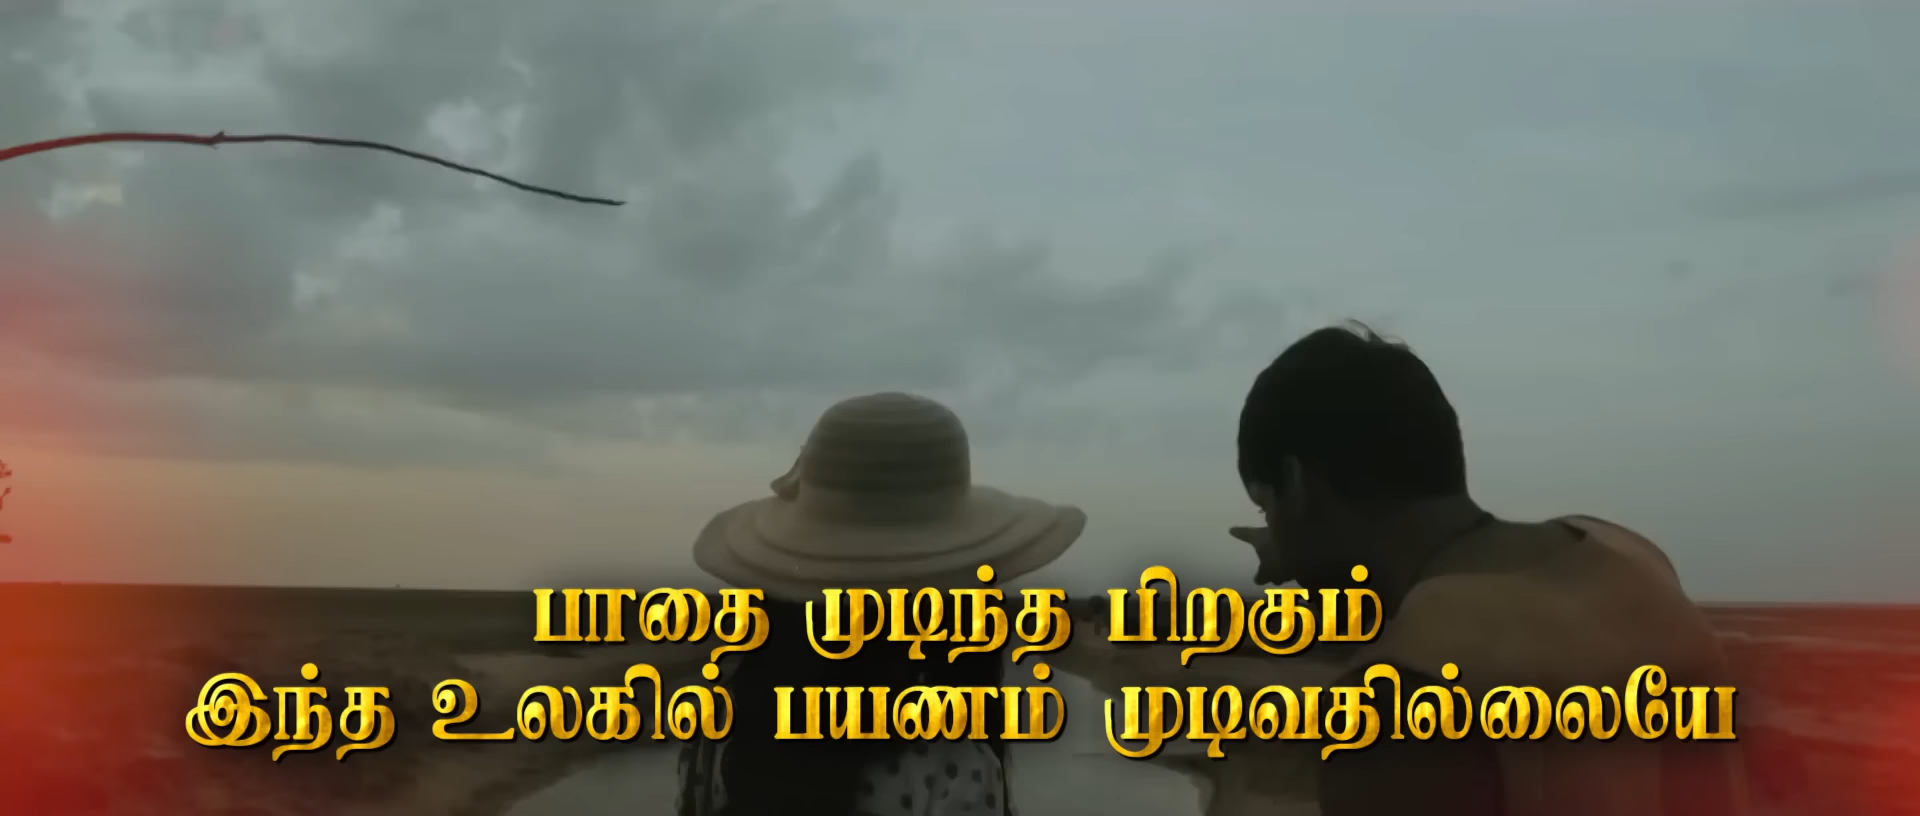 பாதை முடிந்த பிறகும்
இந்த உலகில் பயணம் முடிவதில்லையே